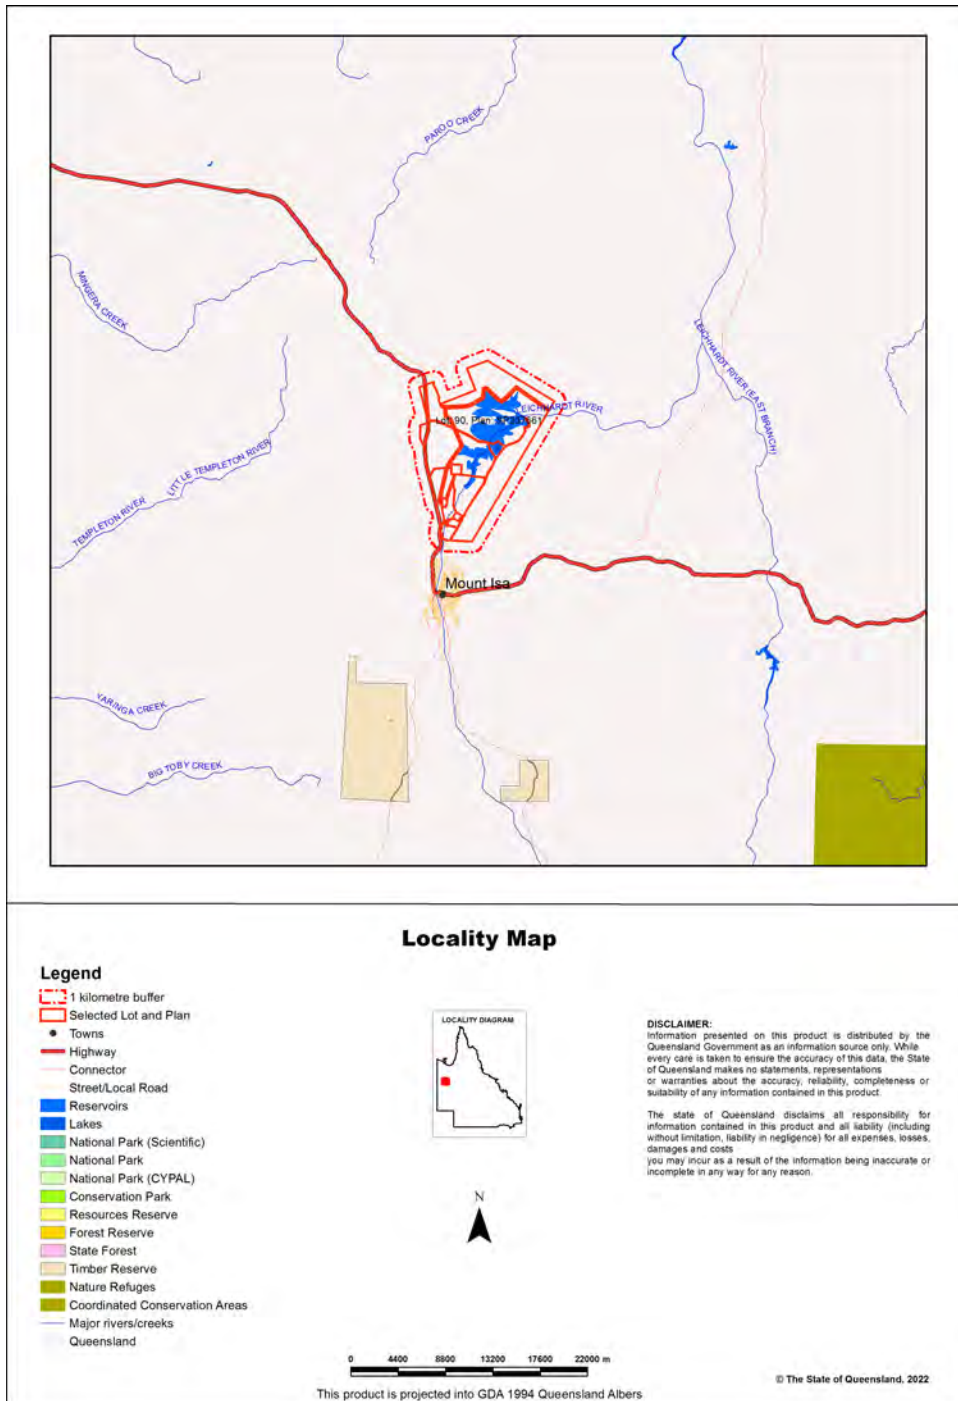 PAROO CREEK
MINGERA CREEK
LEICHHARDT RIVER (EAST BRANCH)
LEICHHARDT RIVER
Lot: 90, Plan:
LITTLE TEMPLETON RIVER
TEMPLETON RIVER
Mount Isa
YARINGA CREEK
BIG TOBY CREEK
Locality Map
Legend
1 kilometre buffer
Selected Lot and Plan
Towns
Highway
Connector
Street/Local Road
Reservoirs
Lakes
National Park (Scientific)
National Park
National Park (CYPAL)
Conservation Park
Resources Reserve
Forest Reserve
State Forest
Timber Reserve
Nature Refuges
Coordinated Conservation Areas
Major rivers/creeks
Queensland
LOCALITY DIAGRAM
N
DISCLAIMER:
Information presented on this product is distributed by the
Queensland Government as an information source only. While
every care is taken to ensure the accuracy of this data, the State
of Queensland makes no statements, representations
or warranties about the accuracy, reliability, completeness or
suitability of any information contained in this product.
The state of Queensland disclaims all responsibility for
information contained in this product and all liability (including
without limitation, liability in negligence) for all expenses, losses,
damages and costs
you may incur as a result of the information being inaccurate or
incomplete in any way for any reason.
0 4400 8800 13200 17600 22000 m
This product is projected into GDA 1994 Queensland Albers
© The State of Queensland, 2022